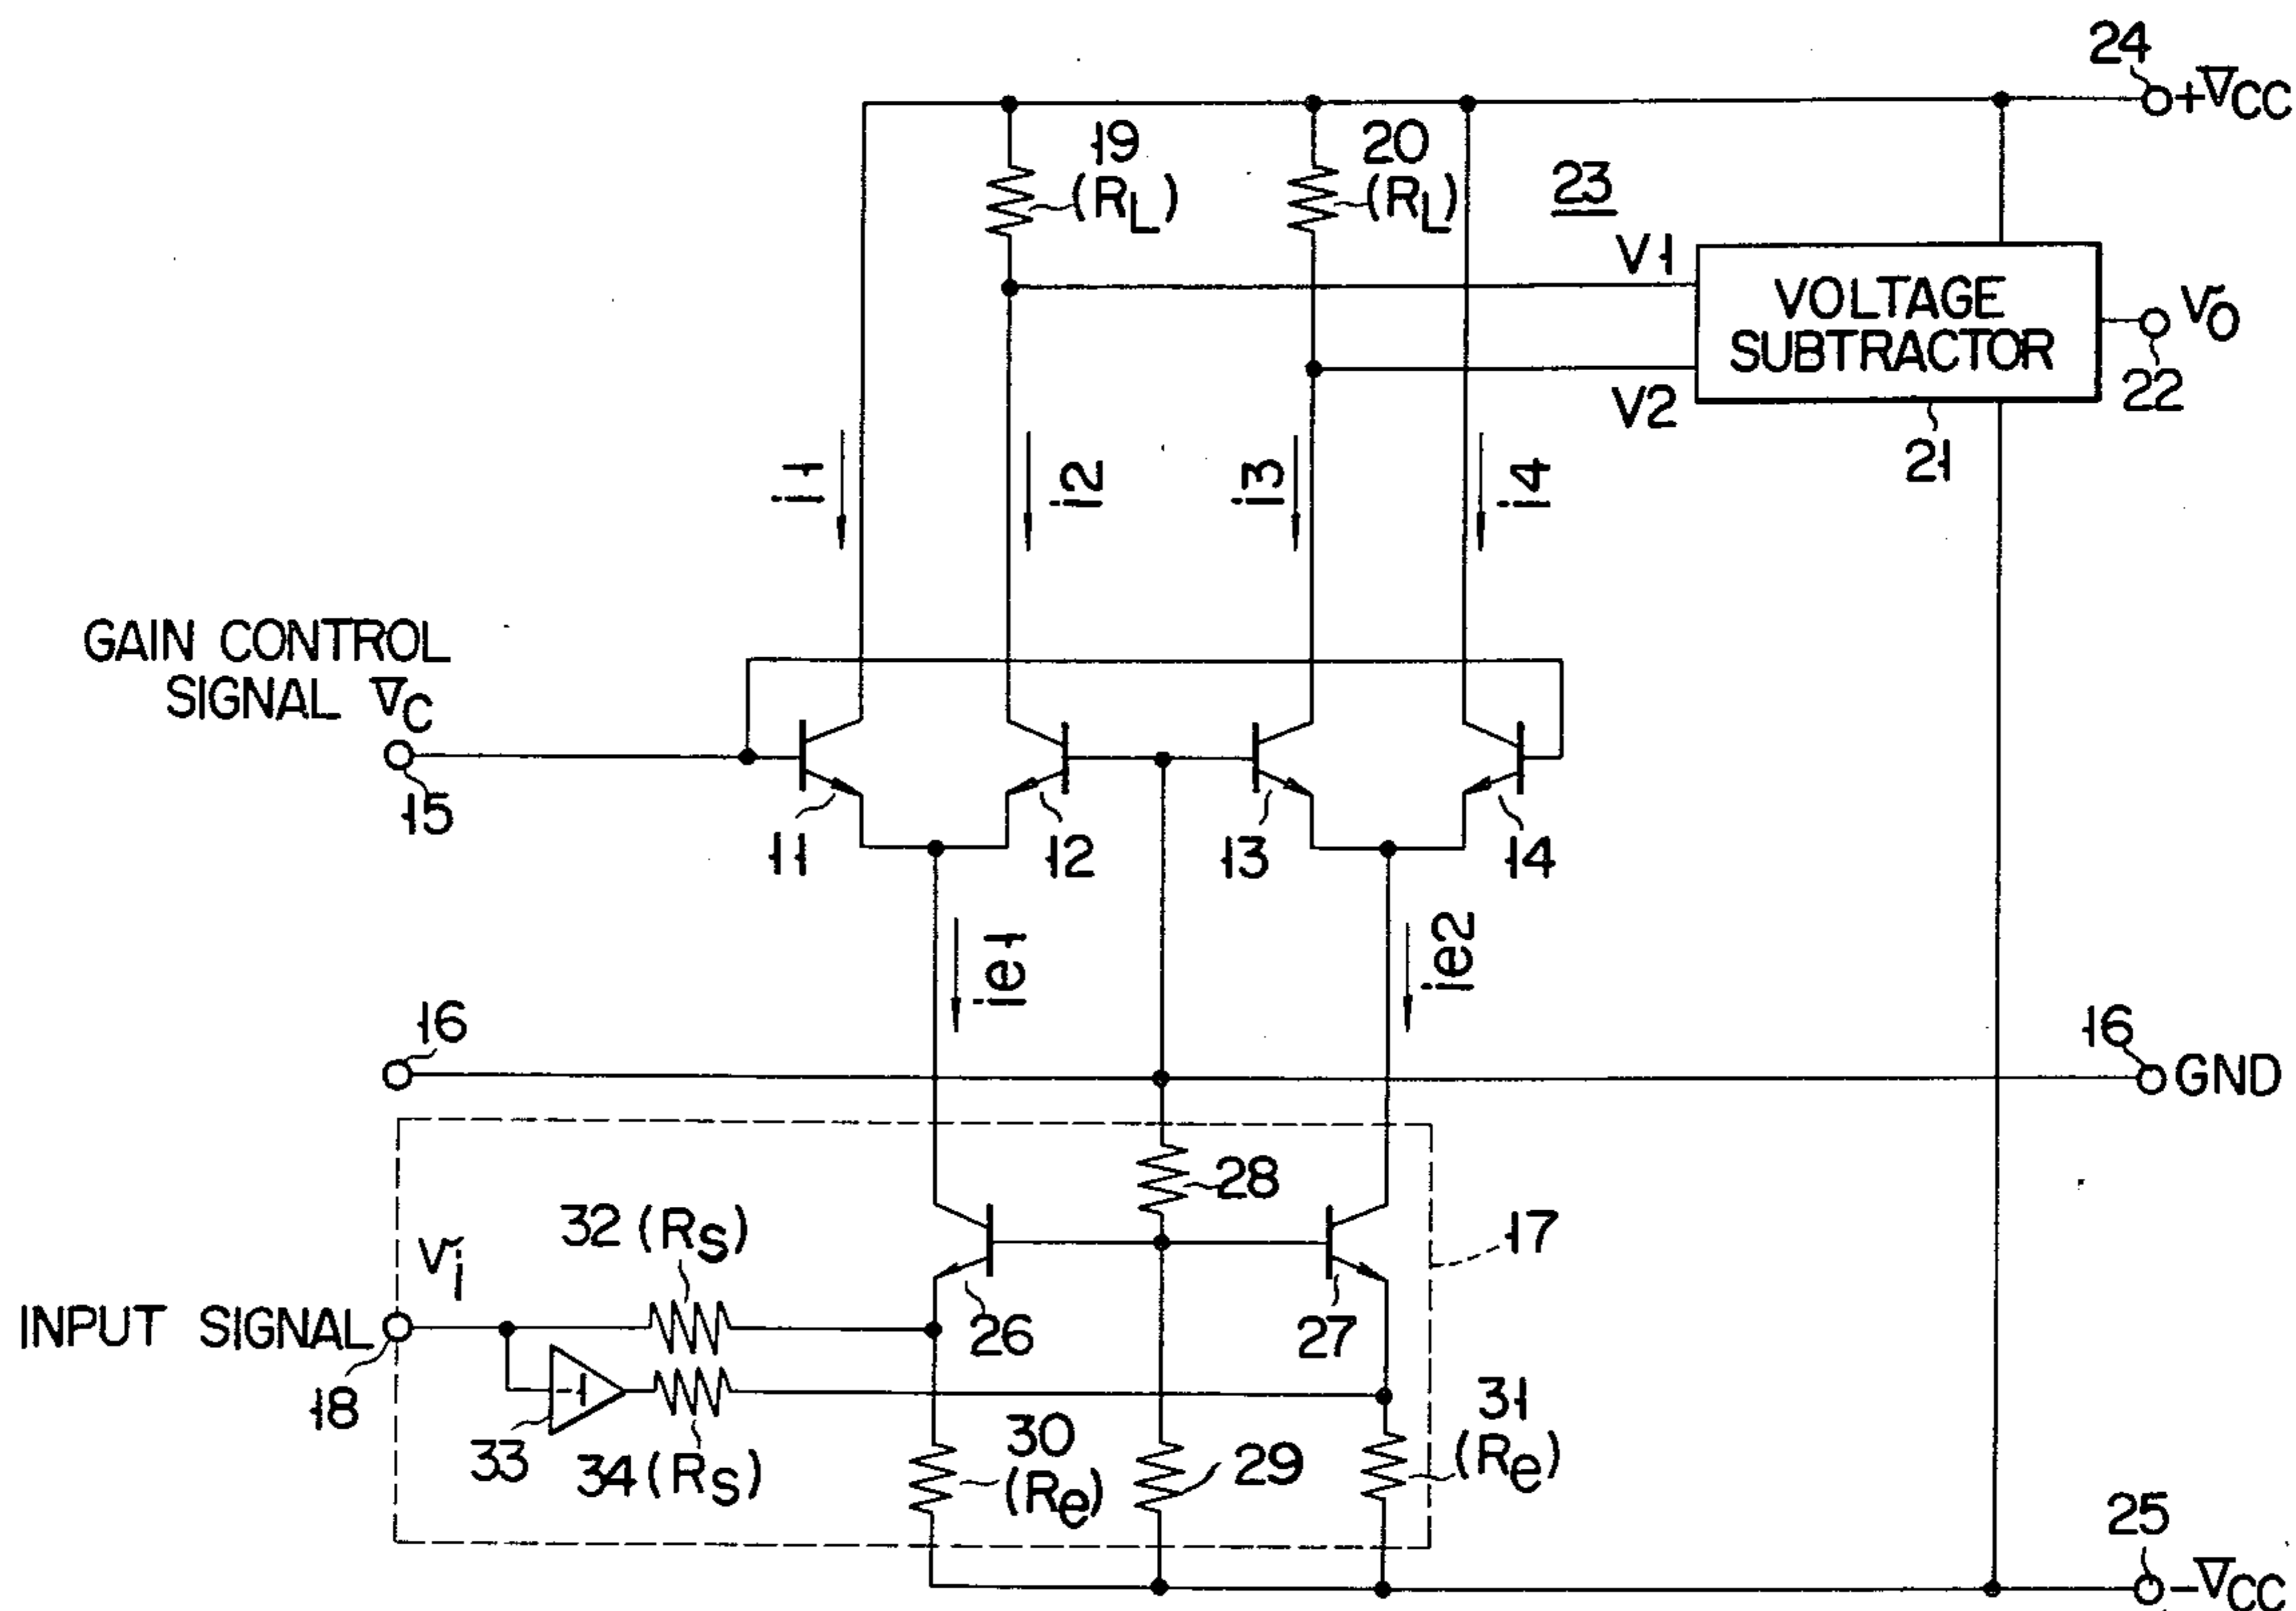 24
+VCC
19
(RL)
20
(RL)
23
V1
VOLTAGE
SUBTRACTOR
vo
V2
22
21
i1
i2
i3
i4
GAIN CONTROL
SIGNAL VC
15
11
12
13
14
ie1
ie2
16
16
GND
28
32 (RS)
17
vi
INPUT SIGNAL
26
27
18
-1
33
34 (RS)
30
(Re)
29
31
(Re)
25
-VCC